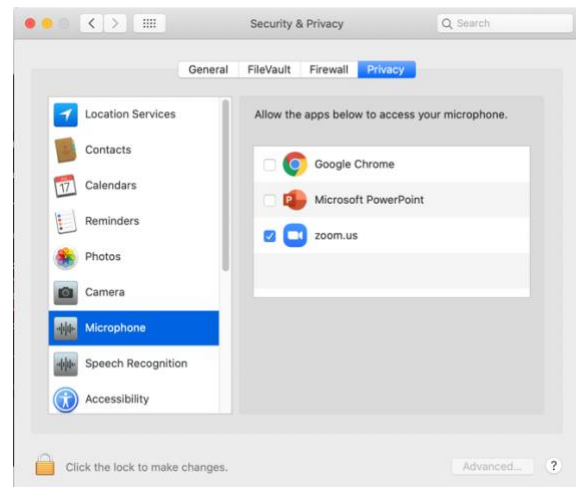 Security & Privacy
Search
General FileVault Firewall Privacy
Location Services
Contacts
17
Calendars
Reminders
Photos
Camera
Microphone
Speech Recognition
Accessibility
Allow the apps below to access your microphone.
Google Chrome
P
Microsoft PowerPoint
zoom.us
Click the lock to make changes.
Advanced...
?